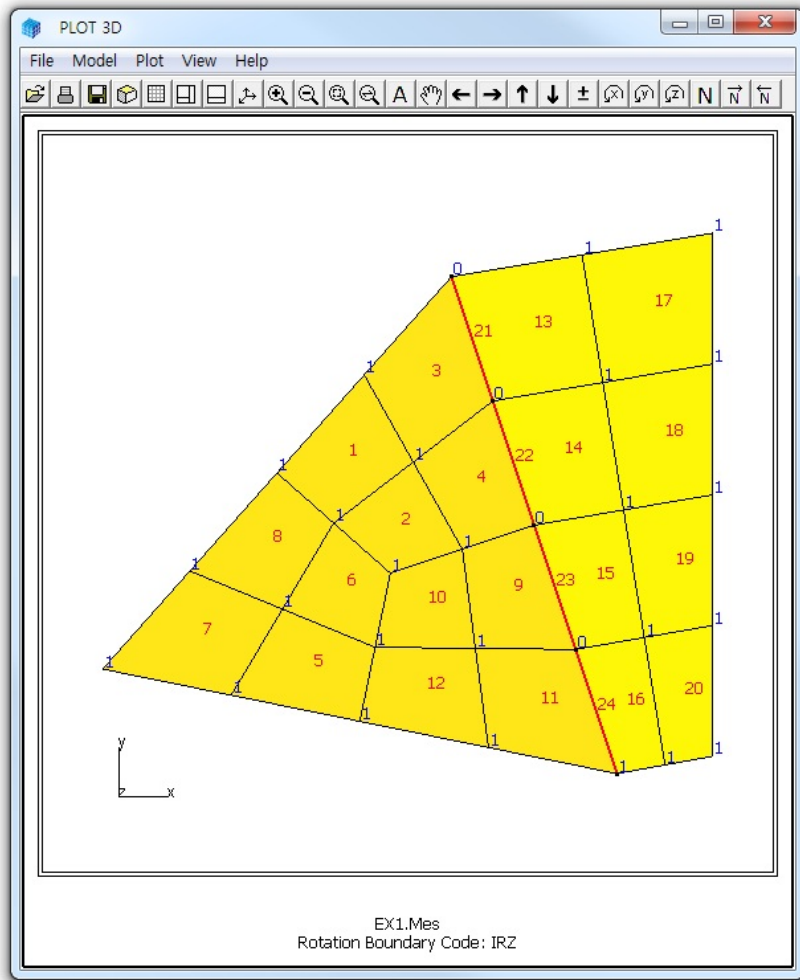 PLOT 3D
File Model Plot View Help
A ± x y z N N N
1
0 1
17
21 13
1 3 1
0 1
18
1 22 14
1 1 4
2
0 1 1
8 1
1 1 19
6 23 15
1 10 9
1
7 1 1 0 1 1
5
1 12 11 20
1 24 16
1
1 1
1 1
y
z x
EX1.Mes
Rotation Boundary Code: IRZ